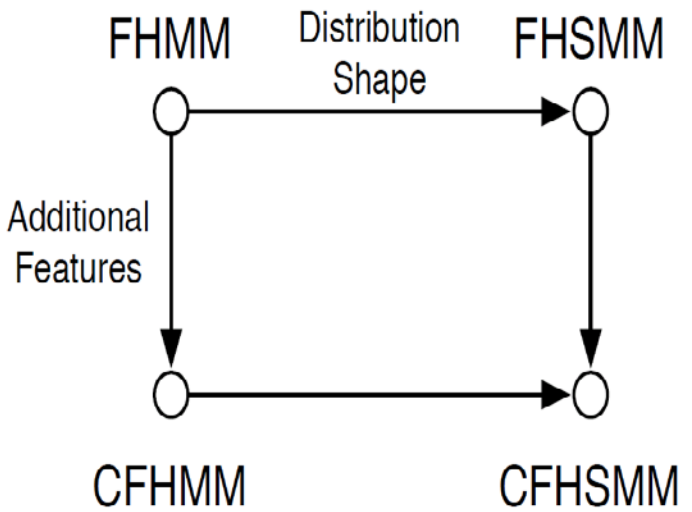 FHMM
Distribution
Shape
FHSMM
Additional
Features
CFHMM
CFHSMM